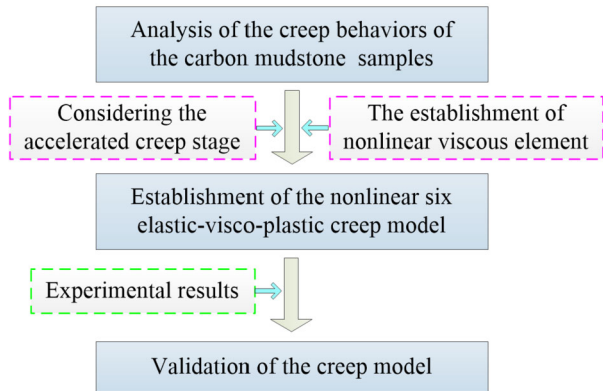 Analysis of the creep behaviors of
the carbon mudstone samples
Considering the
accelerated creep stage
The establishment of
nonlinear viscous element
Establishment of the nonlinear six
elastic-visco-plastic creep model
Experimental results
Validation of the creep model